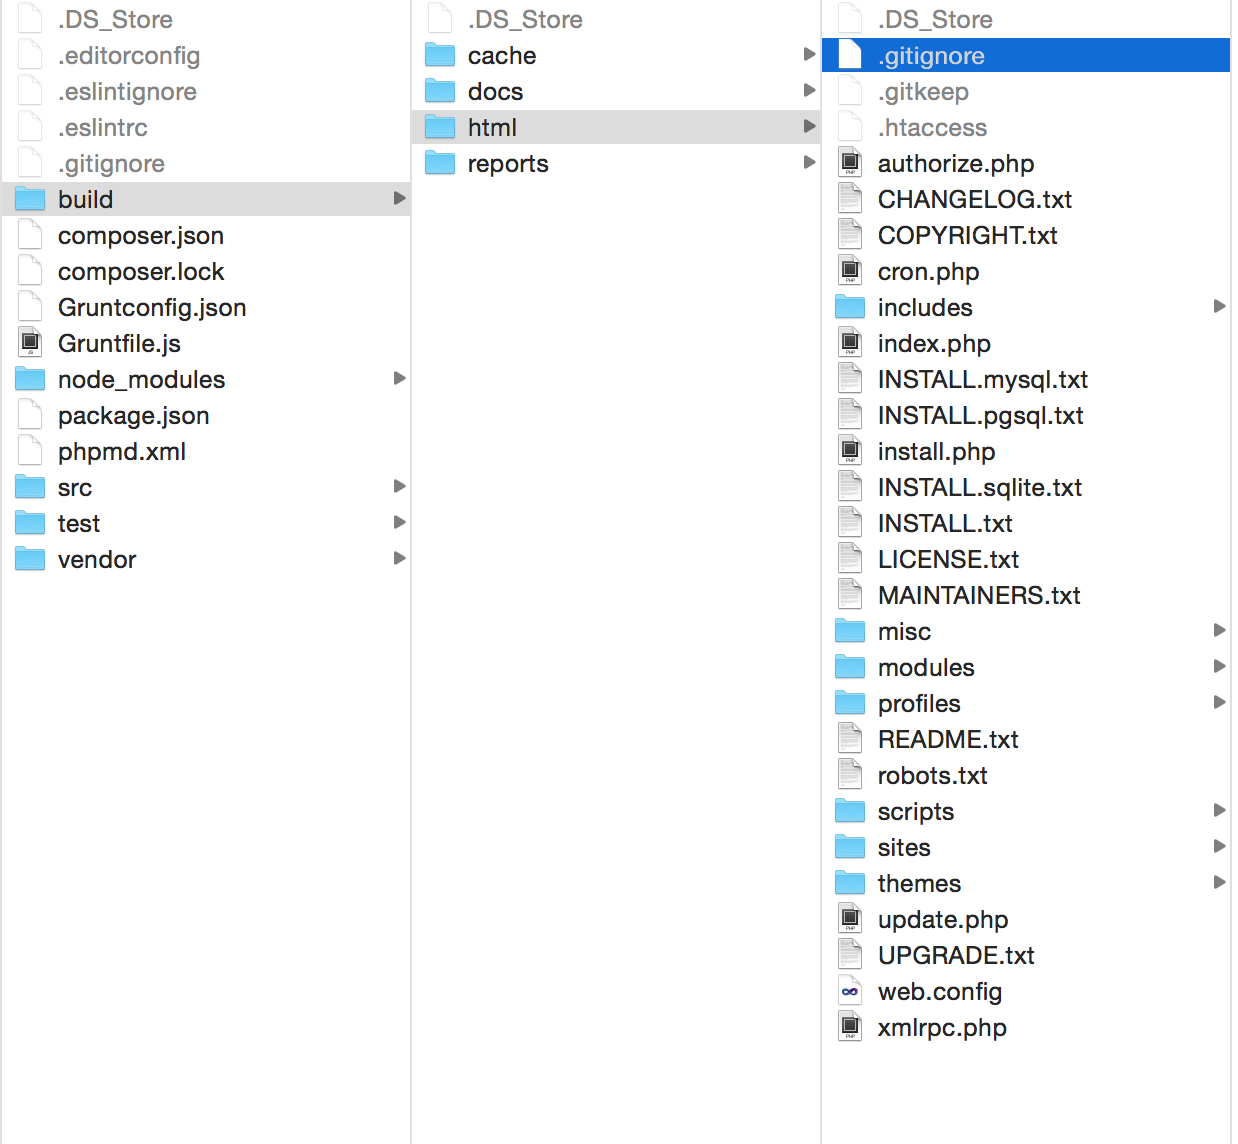 .DS_Store
.editorconfig
.eslintignore
.eslintrc
.gitignore
build
composer.json
composer.lock
Gruntconfig.json
Gruntfile.js
node_modules
package.json
phpmd.xml
src
test
vendor
.DS_Store
cache
docs
html
reports
.DS_Store
.gitignore
.gitkeep
.htaccess
authorize.php
CHANGELOG.txt
COPYRIGHT.txt
cron.php
includes
index.php
INSTALL.mysql.txt
INSTALL.pgsql.txt
install.php
INSTALL.sqlite.txt
INSTALL.txt
LICENSE.txt
MAINTAINERS.txt
misc
modules
profiles
README.txt
robots.txt
scripts
sites
themes
update.php
UPGRADE.txt
web.config
xmlrpc.php